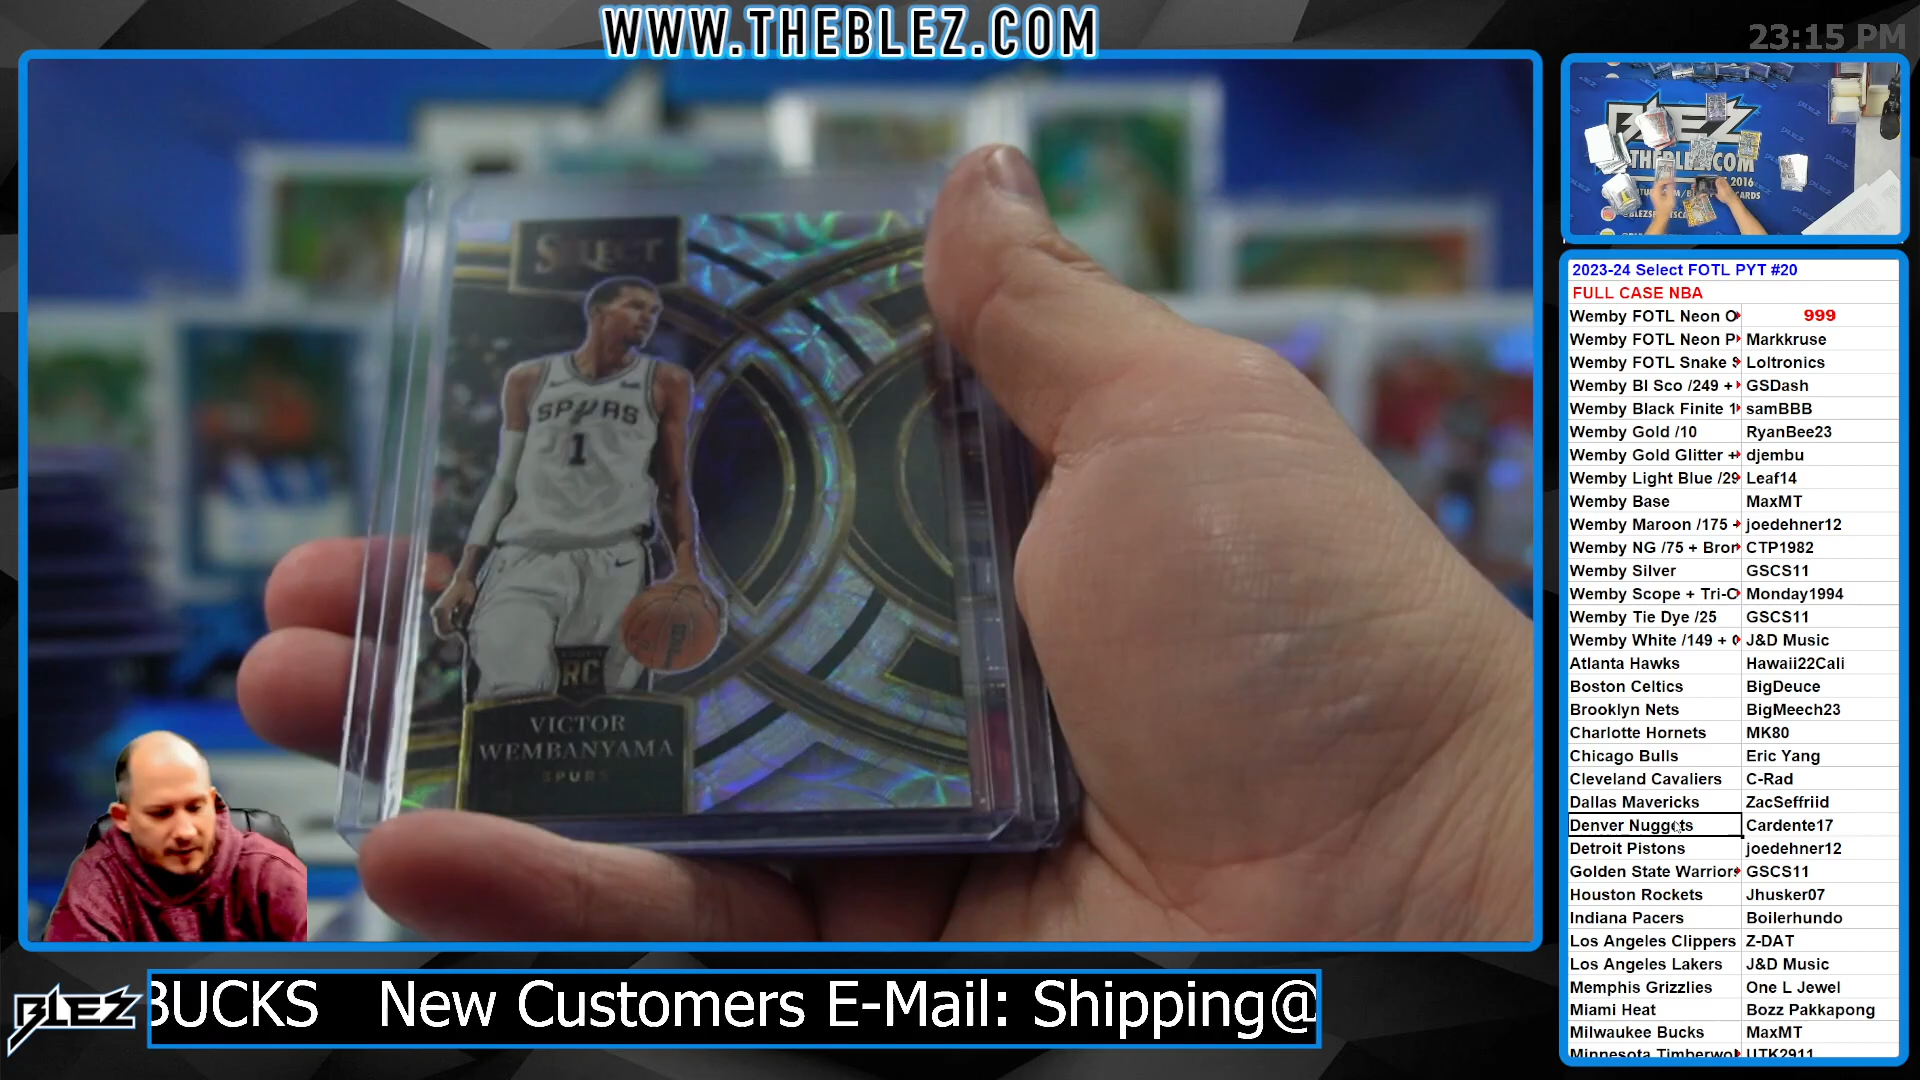 WWW.THEBLEZ.COM
23:15 PM
SELECT
SPURS
1
RC
VICTOR
WEMBANYAMA
SPURS
BLEZ
THEBLEZ.COM
2016
2023-24 Select FOTL PYT #20
FULL CASE NBA
Wemby FOTL Neon O 999
Wemby FOTL Neon P Markkruse
Wemby FOTL Snake S Loltronics
Wemby Bl Sco /249 + GSDash
Wemby Black Finite 1 samBBB
Wemby Gold /10 RyanBee23
Wemby Gold Glitter + djembu
Wemby Light Blue /29 Leaf14
Wemby Base MaxMT
Wemby Maroon /175 + joedehner12
Wemby NG /75 + Bron CTP1982
Wemby Silver GSCS11
Wemby Scope + Tri-C Monday1994
Wemby Tie Dye /25 GSCS11
Wemby White /149 + J&D Music
Atlanta Hawks Hawaii22Cali
Boston Celtics BigDeuce
Brooklyn Nets BigMeech23
Charlotte Hornets MK80
Chicago Bulls Eric Yang
Cleveland Cavaliers C-Rad
Dallas Mavericks ZacSeffriid
Denver Nuggets Cardente17
Detroit Pistons joedehner12
Golden State Warriors GSCS11
Houston Rockets Jhusker07
Indiana Pacers Boilerhundo
Los Angeles Clippers Z-DAT
Los Angeles Lakers J&D Music
Memphis Grizzlies One L Jewel
Miami Heat Bozz Pakkapong
Milwaukee Bucks MaxMT
Minnesota Timberwol UTK2911
BLEZ
BUCKS New Customers E-Mail: Shipping@